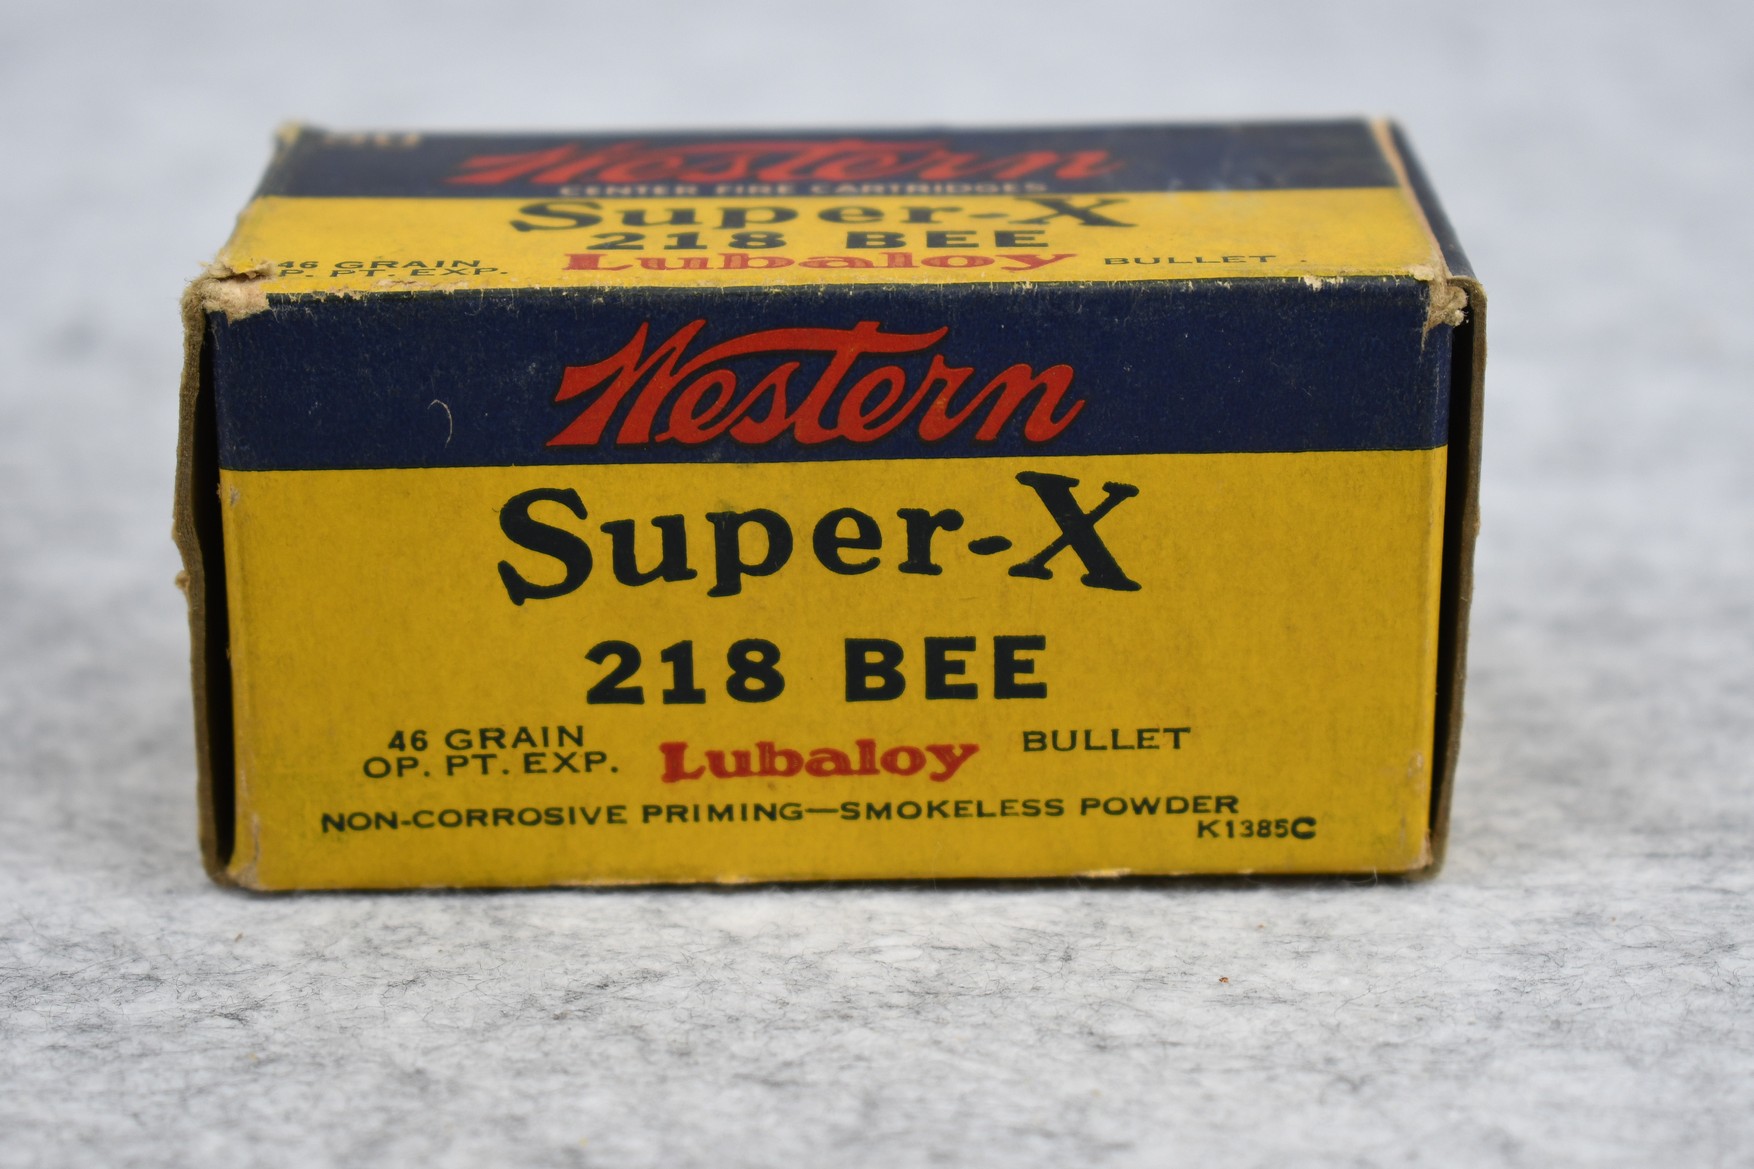 Western
CENTER FIRE CARTRIDGES
Super-X
218 BEE
46 GRAIN
P. PT. EXP.
Lubaloy
BULLET
Western
Super-X
218 BEE
46 GRAIN
OP. PT. EXP.
Lubaloy
BULLET
NON-CORROSIVE PRIMING—SMOKELESS POWDER
K1385C